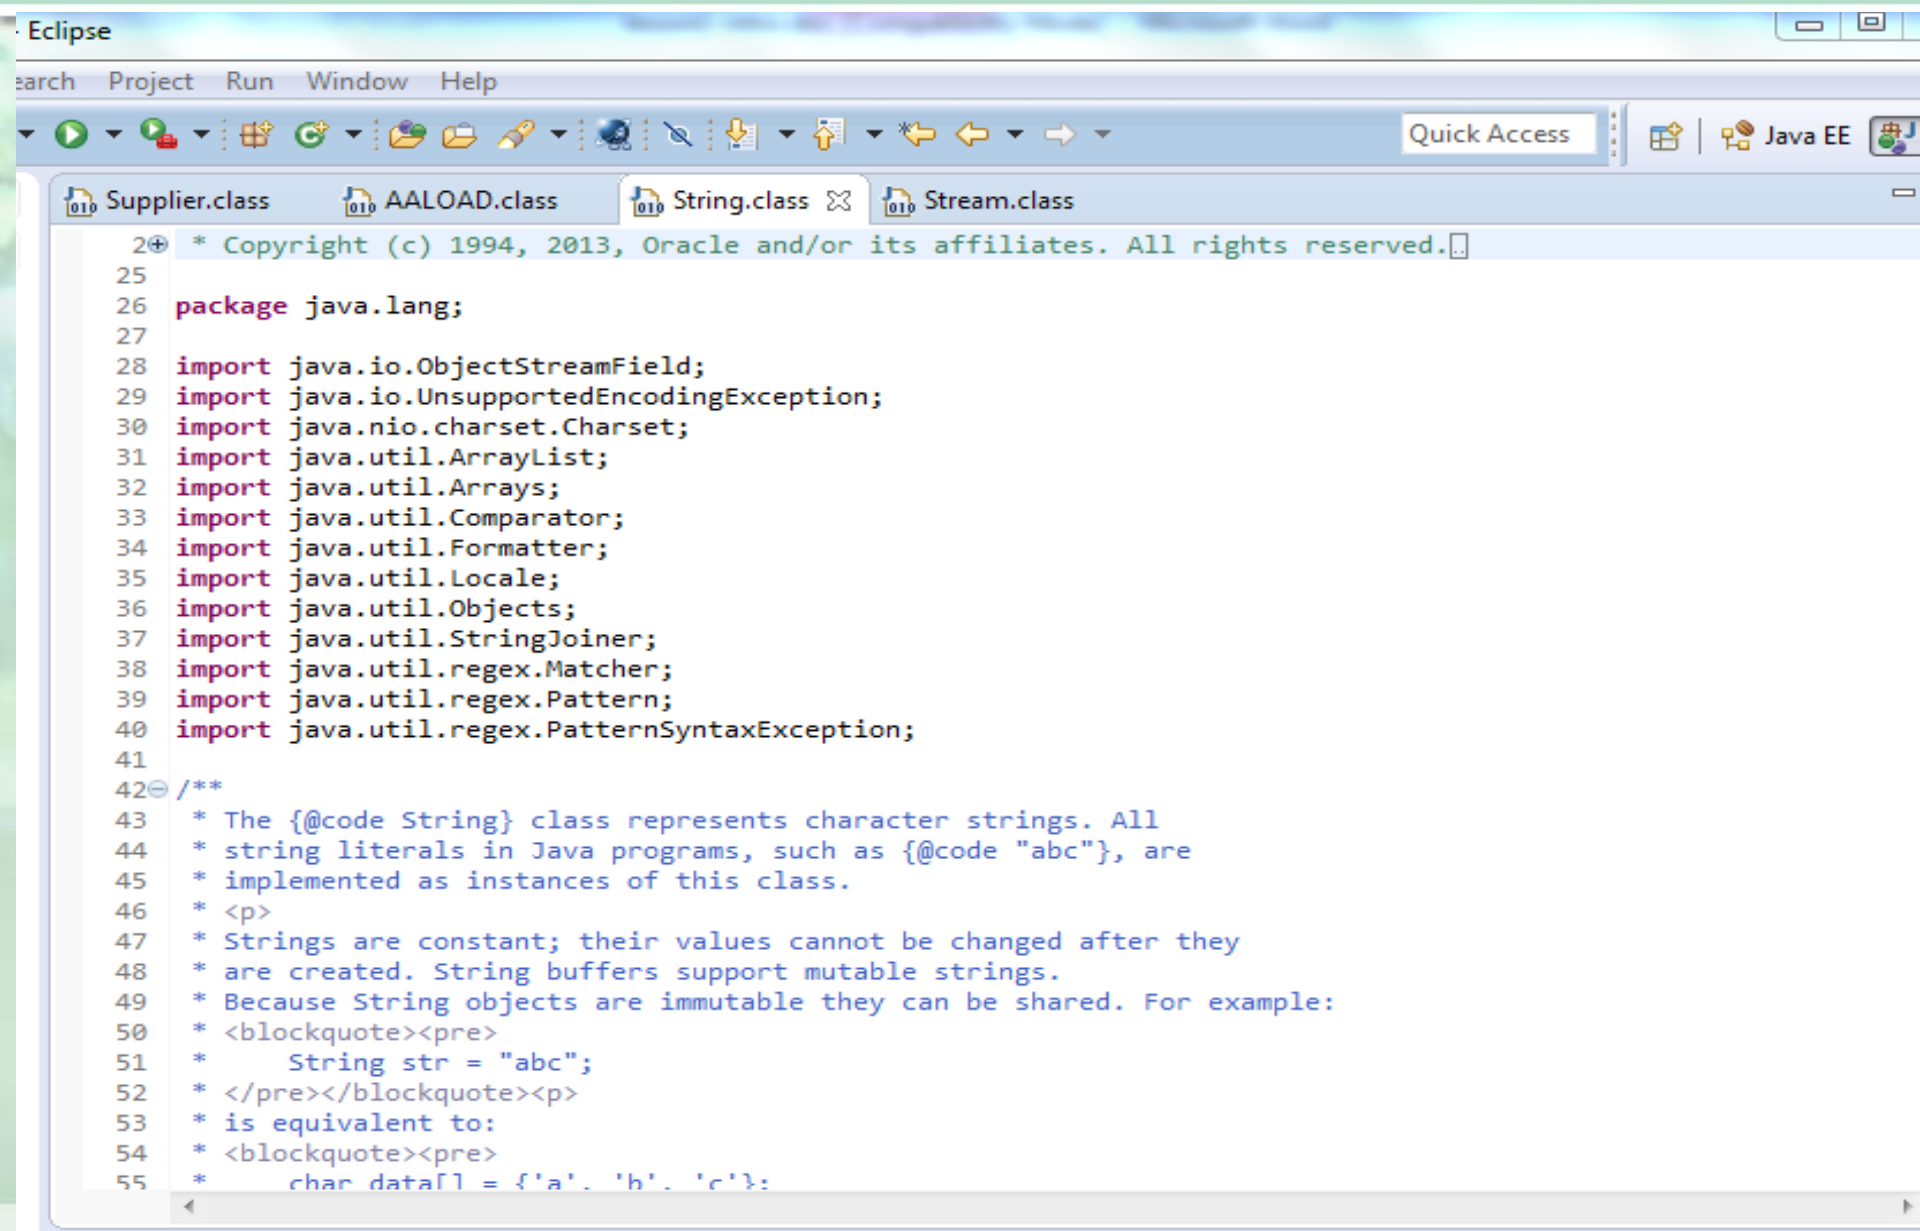 Eclipse
earch Project Run Window Help
Quick Access Java EE J
Supplier.class AALOAD.class String.class Stream.class
2 * Copyright (c) 1994, 2013, Oracle and/or its affiliates. All rights reserved.
25
26 package java.lang;
27
28 import java.io.ObjectStreamField;
29 import java.io.UnsupportedEncodingException;
30 import java.nio.charset.Charset;
31 import java.util.ArrayList;
32 import java.util.Arrays;
33 import java.util.Comparator;
34 import java.util.Formatter;
35 import java.util.Locale;
36 import java.util.Objects;
37 import java.util.StringJoiner;
38 import java.util.regex.Matcher;
39 import java.util.regex.Pattern;
40 import java.util.regex.PatternSyntaxException;
41
42 /**
43 * The {@code String} class represents character strings. All
44 * string literals in Java programs, such as {@code "abc"}, are
45 * implemented as instances of this class.
46 * <p>
47 * Strings are constant; their values cannot be changed after they
48 * are created. String buffers support mutable strings.
49 * Because String objects are immutable they can be shared. For example:
50 * <blockquote><pre>
51 *     String str = "abc";
52 * </pre></blockquote><p>
53 * is equivalent to:
54 * <blockquote><pre>
55 *     char data[] = {'a', 'b', 'c'};